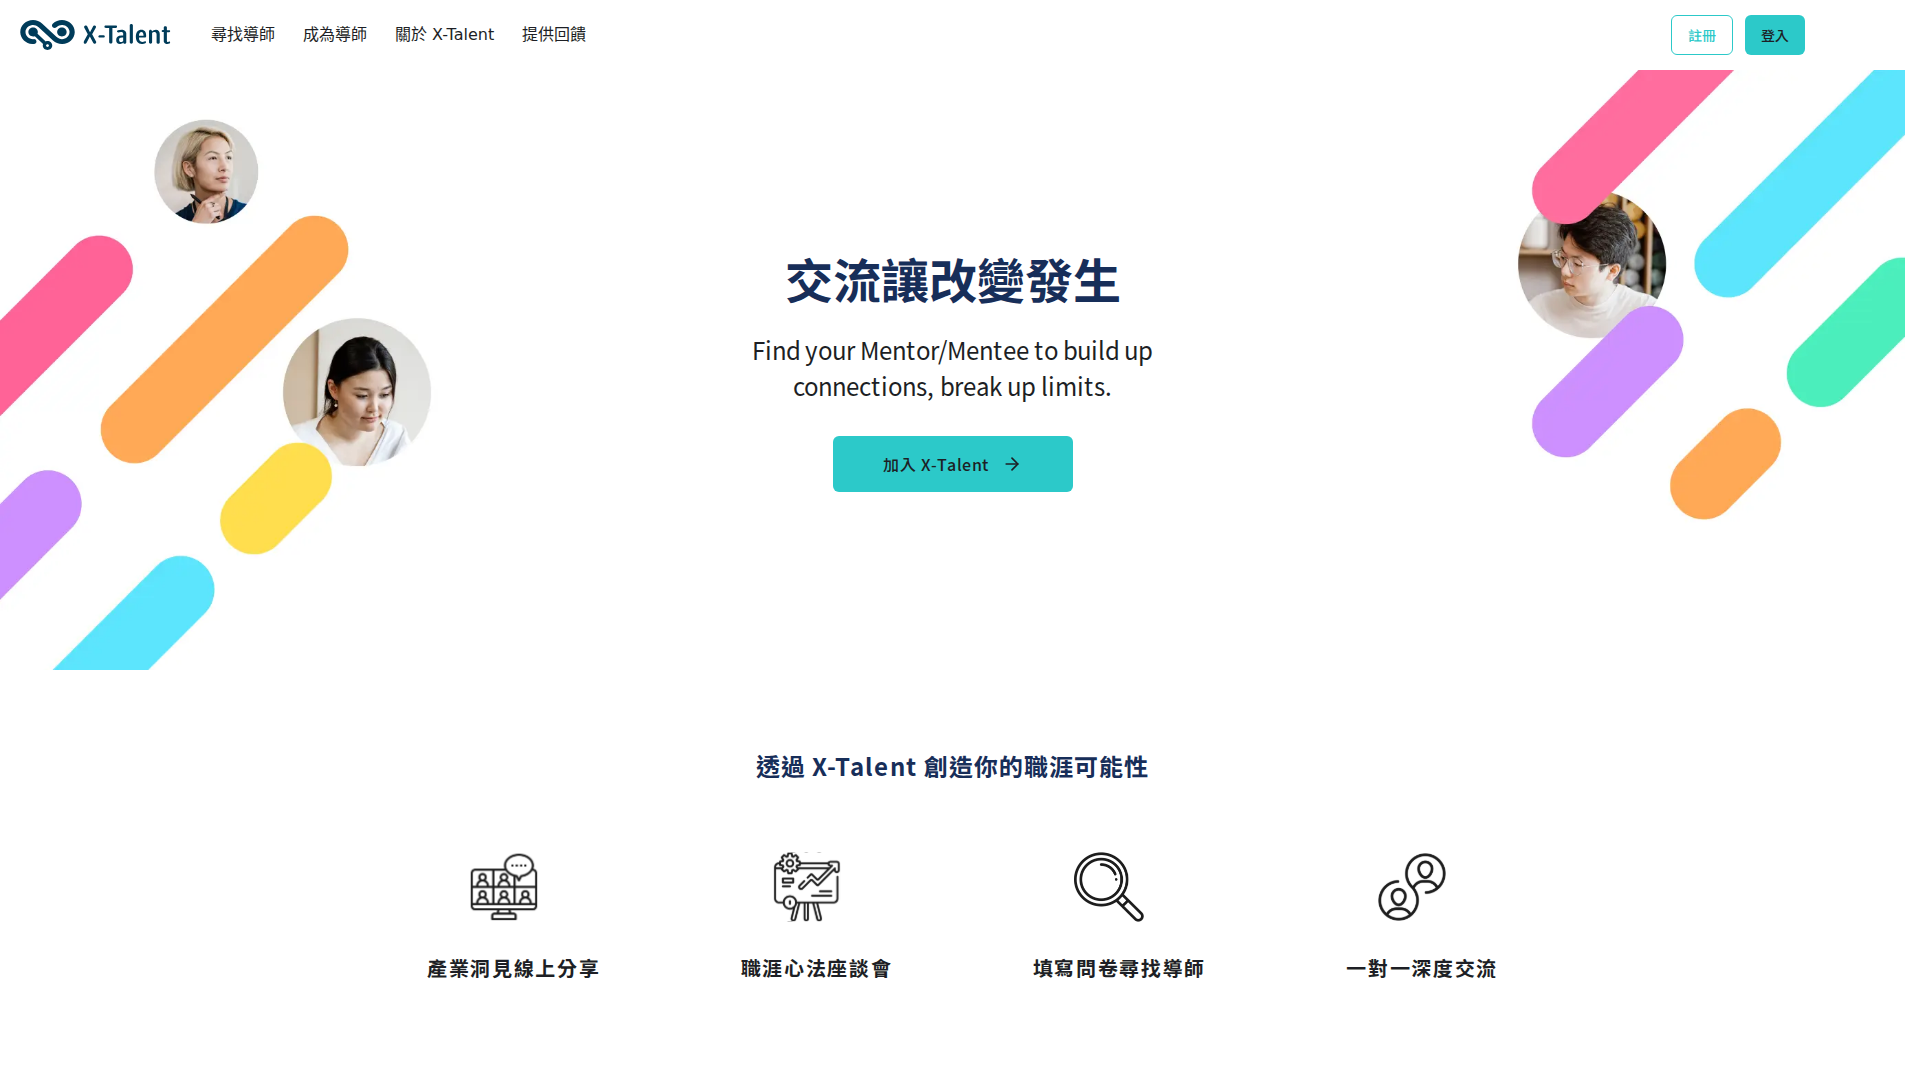 X-Talent
尋找導師
成為導師
關於 X-Talent
提供回饋
註冊
登入
交流讓改變發生
Find your Mentor/Mentee to build up
connections, break up limits.
加入 X-Talent
透過 X-Talent 創造你的職涯可能性
產業洞見線上分享
職涯心法座談會
填寫問卷尋找導師
一對一深度交流